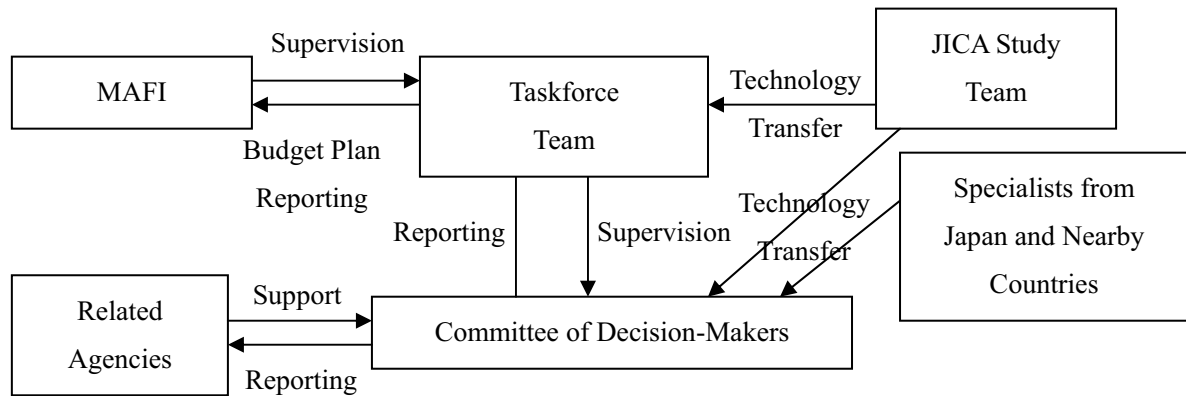 Supervision
MAFI
Budget Plan
Reporting
Taskforce
Team
Technology
Transfer
JICA Study
Team
Reporting
Supervision
Technology
Transfer
Specialists from
Japan and Nearby
Countries
Related
Agencies
Support
Reporting
Committee of Decision-Makers